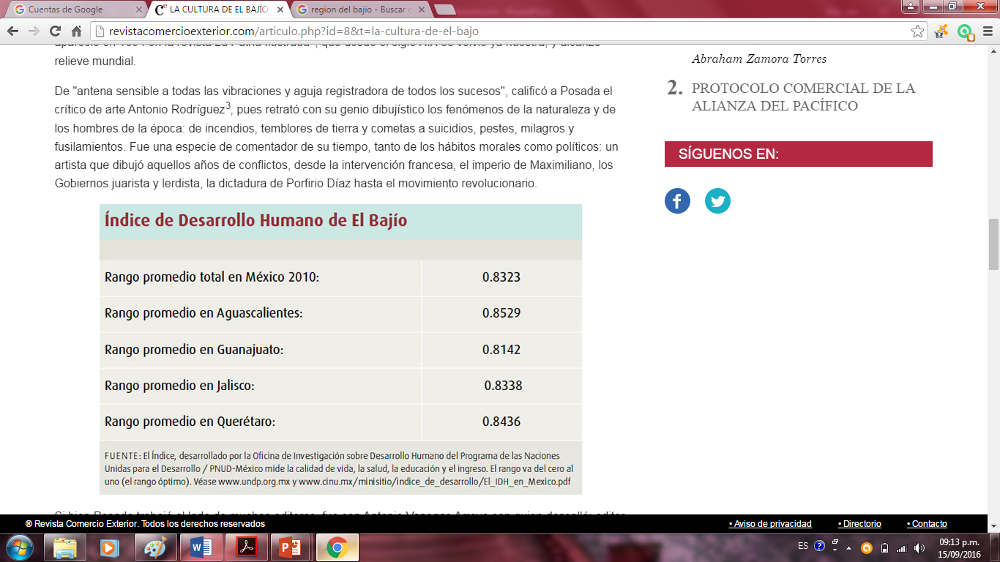 Cuentas de Google
LA CULTURA DE EL BAJÍO
region del bajio - Buscar c
revistacomercioexterior.com/articulo.php?id=8&t=la-cultura-de-el-bajo
relieve mundial.
De "antena sensible a todas las vibraciones y aguja registradora de todos los sucesos", calificó a Posada el
crítico de arte Antonio Rodríguez3, pues retrató con su genio dibujístico los fenómenos de la naturaleza y de
los hombres de la época: de incendios, temblores de tierra y cometas a suicidios, pestes, milagros y
fusilamientos. Fue una especie de comentador de su tiempo, tanto de los hábitos morales como políticos: un
artista que dibujó aquellos años de conflictos, desde la intervención francesa, el imperio de Maximiliano, los
Gobiernos juarista y lerdista, la dictadura de Porfirio Díaz hasta el movimiento revolucionario.
Índice de Desarrollo Humano de El Bajío
Rango promedio total en México 2010: 0.8323
Rango promedio en Aguascalientes: 0.8529
Rango promedio en Guanajuato: 0.8142
Rango promedio en Jalisco: 0.8338
Rango promedio en Querétaro: 0.8436
FUENTE: El Índice, desarrollado por la Oficina de Investigación sobre Desarrollo Humano del Programa de las Naciones
Unidas para el Desarrollo / PNUD-México mide la calidad de vida, la salud, la educación y el ingreso. El rango va del cero al
uno (el rango óptimo). Véase www.undp.org.mx y www.cinu.mx/minisitio/indice_de_desarrollo/El_IDH_en_Mexico.pdf
Abraham Zamora Torres
2. PROTOCOLO COMERCIAL DE LA
ALIANZA DEL PACÍFICO
SÍGUENOS EN:
® Revista Comercio Exterior. Todos los derechos reservados
• Aviso de privacidad
• Directorio
• Contacto
ES
09:13 p.m.
15/09/2016